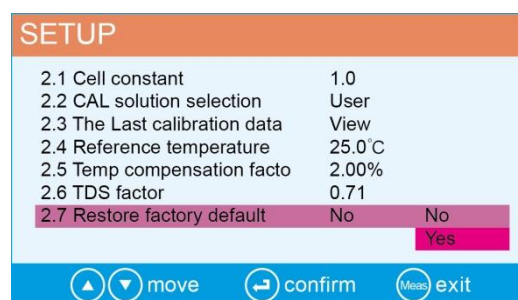 SETUP
2.1 Cell constant 1.0
2.2 CAL solution selection User
2.3 The Last calibration data View
2.4 Reference temperature 25.0°C
2.5 Temp compensation facto 2.00%
2.6 TDS factor 0.71
2.7 Restore factory default No No
Yes
move confirm Meas exit